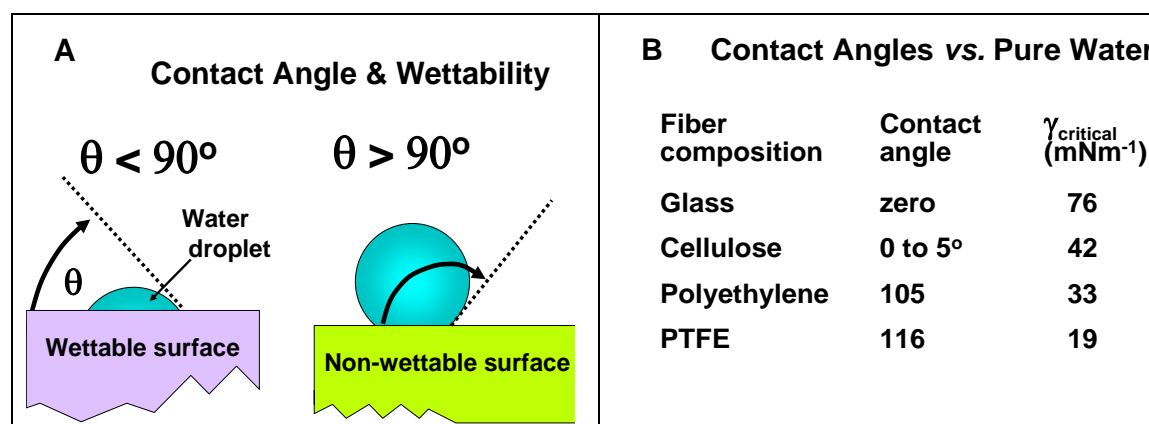 A
Contact Angle & Wettability
θ < 90º
θ > 90º
Water
droplet
θ
Wettable surface
Non-wettable surface
B Contact Angles vs. Pure Water
Fiber composition Contact angle γcritical (mNm-1)
Glass zero 76
Cellulose 0 to 5º 42
Polyethylene 105 33
PTFE 116 19